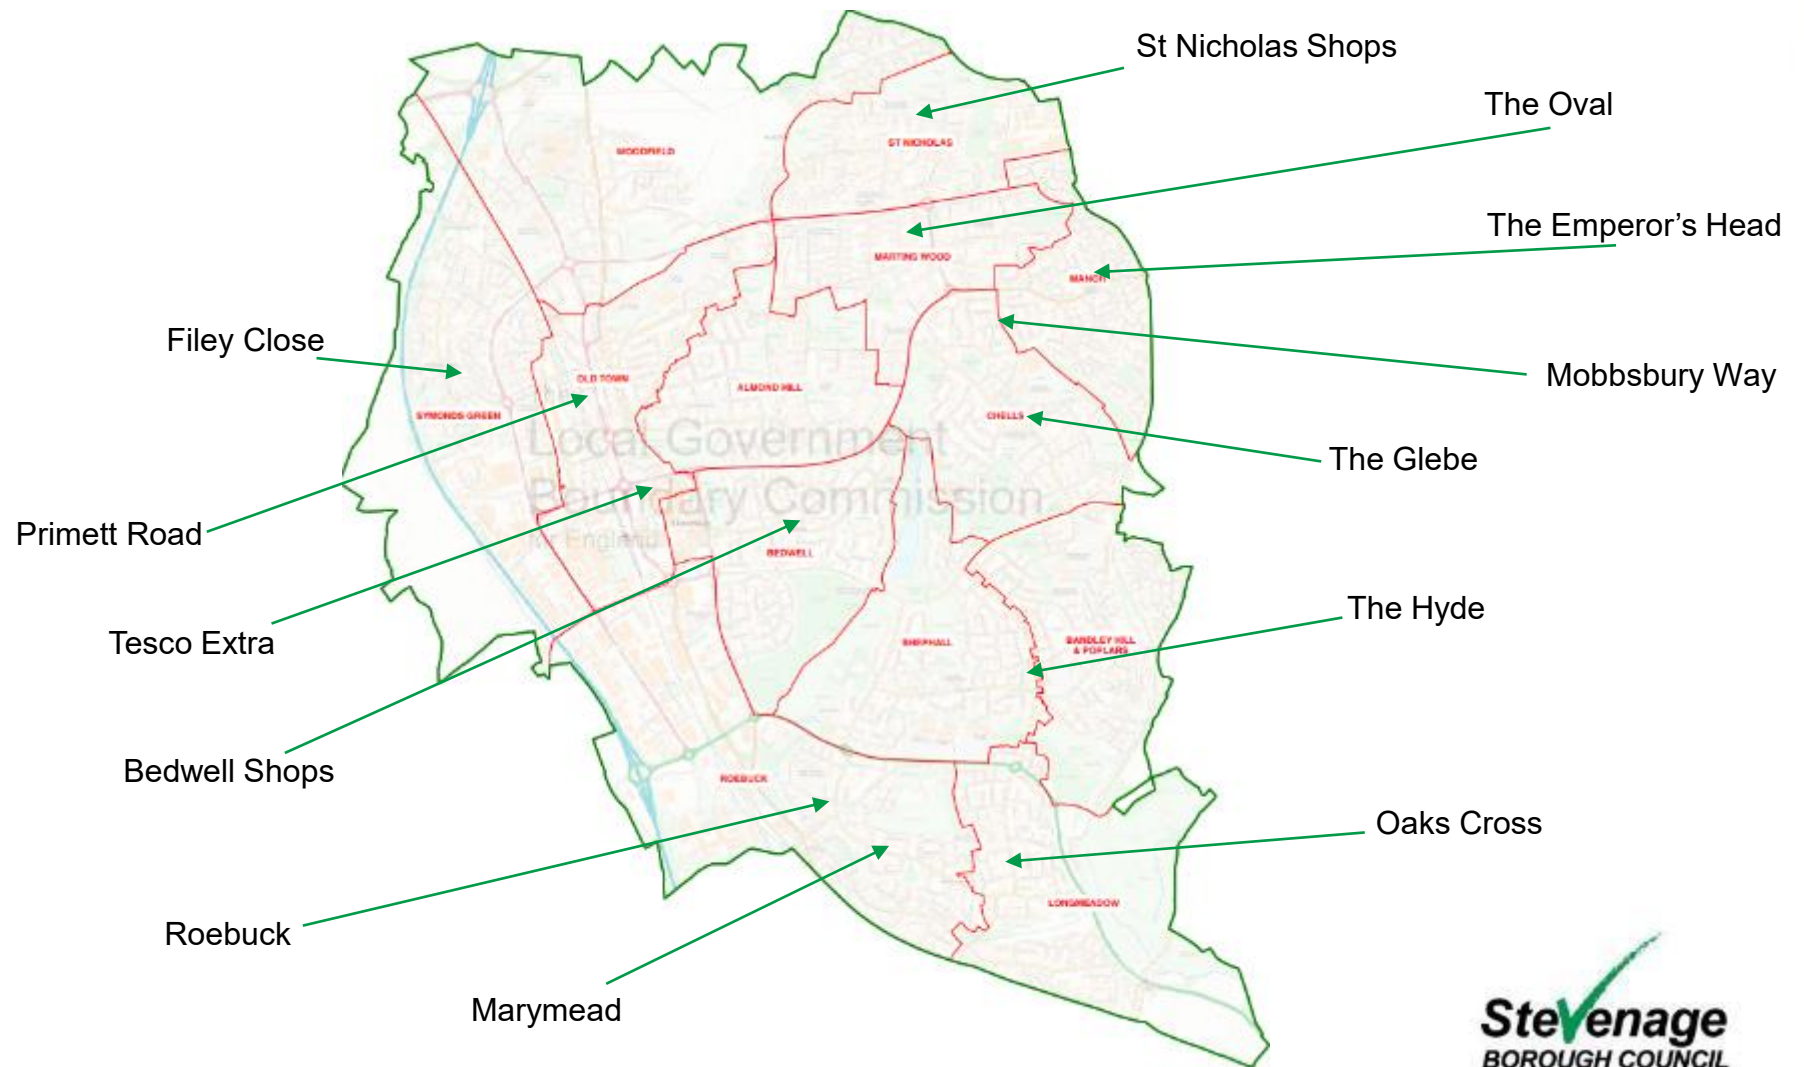 St Nicholas Shops
The Oval
ST NICHOLAS
WOODFIELD
The Emperor’s Head
MARTINS WOOD
MANOR
Filey Close
Mobbsbury Way
OLD TOWN
ALMOND HILL
SYMONDS GREEN
CHELLS
Local Government
Boundary Commission
for England
The Glebe
Primett Road
BEDWELL
The Hyde
Tesco Extra
SHEPHALL
BANDLEY HILL
& POPLARS
Bedwell Shops
ROEBUCK
Oaks Cross
LONGMEADOW
Roebuck
Marymead
Stevenage
BOROUGH COUNCIL